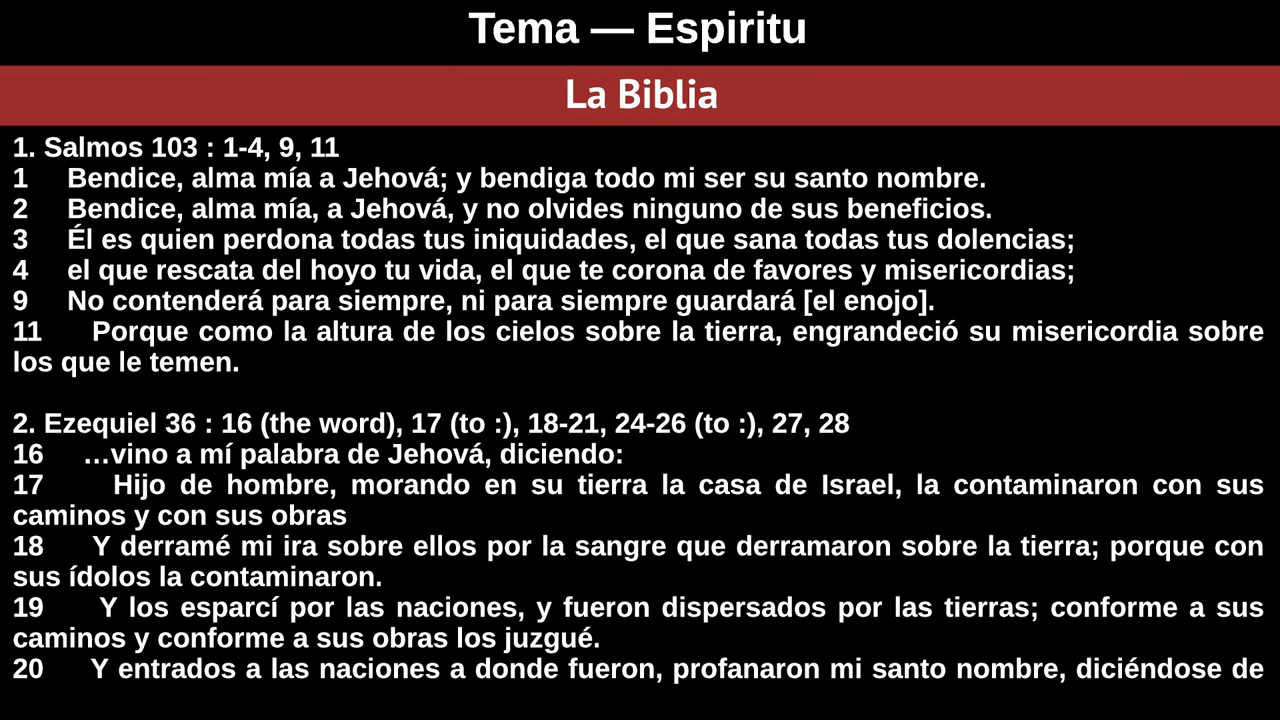 Tema — Espiritu
La Biblia
1. Salmos 103 : 1-4, 9, 11
1 Bendice, alma mía a Jehová; y bendiga todo mi ser su santo nombre.
2 Bendice, alma mía, a Jehová, y no olvides ninguno de sus beneficios.
3 Él es quien perdona todas tus iniquidades, el que sana todas tus dolencias;
4 el que rescata del hoyo tu vida, el que te corona de favores y misericordias;
9 No contenderá para siempre, ni para siempre guardará [el enojo].
11 Porque como la altura de los cielos sobre la tierra, engrandeció su misericordia sobre
los que le temen.
2. Ezequiel 36 : 16 (the word), 17 (to :), 18-21, 24-26 (to :), 27, 28
16 …vino a mí palabra de Jehová, diciendo:
17 Hijo de hombre, morando en su tierra la casa de Israel, la contaminaron con sus
caminos y con sus obras
18 Y derramé mi ira sobre ellos por la sangre que derramaron sobre la tierra; porque con
sus ídolos la contaminaron.
19 Y los esparcí por las naciones, y fueron dispersados por las tierras; conforme a sus
caminos y conforme a sus obras los juzgué.
20 Y entrados a las naciones a donde fueron, profanaron mi santo nombre, diciéndose de